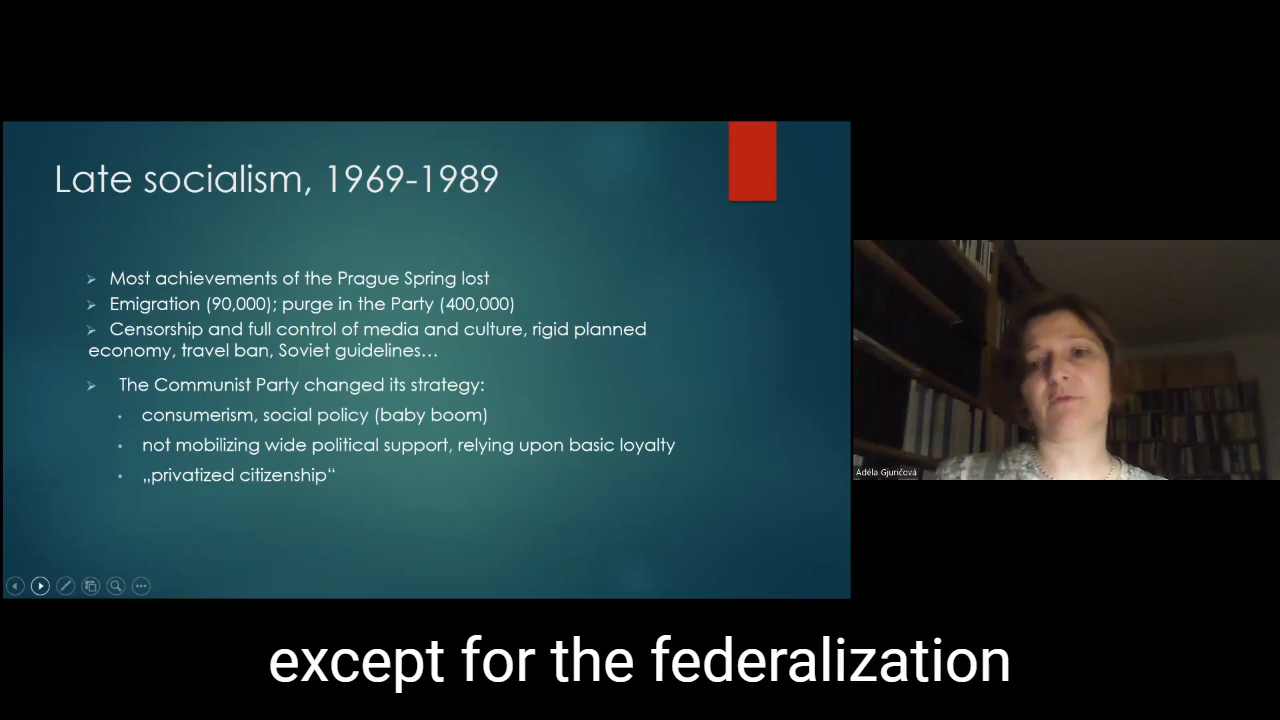 Late socialism, 1969-1989
Most achievements of the Prague Spring lost
Emigration (90,000); purge in the Party (400,000)
Censorship and full control of media and culture, rigid planned
economy, travel ban, Soviet guidelines…
The Communist Party changed its strategy:
consumerism, social policy (baby boom)
not mobilizing wide political support, relying upon basic loyalty
„privatized citizenship“
Adéla Gjuričová
except for the federalization